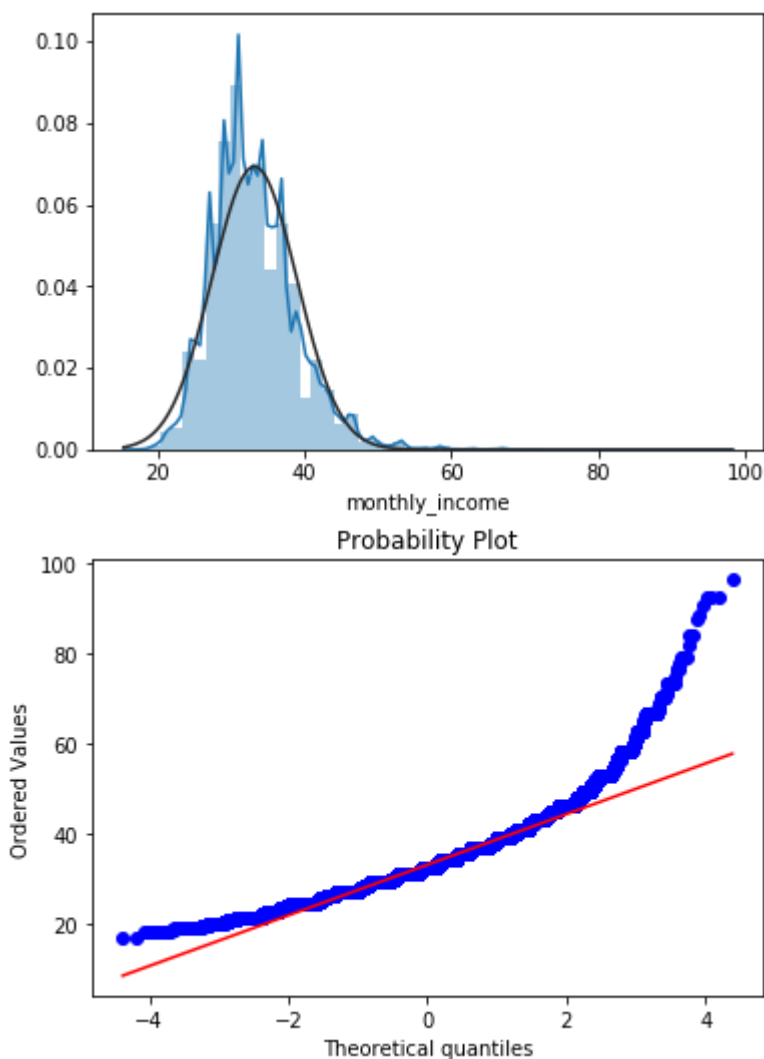 0.10
0.08
0.06
0.04
0.02
0.00
20 40 60 80 100
monthly_income
Probability Plot
100
80
60
40
20
Ordered Values
−4 −2 0 2 4
Theoretical quantiles